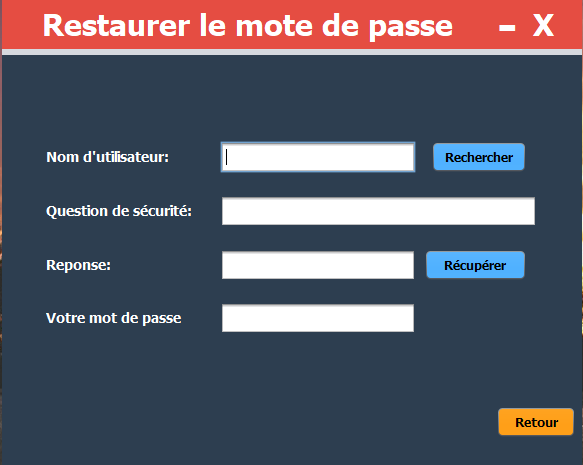 Restaurer le mote de passe – X
Nom d'utilisateur: Rechercher
Question de sécurité:
Reponse: Récupérer
Votre mot de passe
Retour